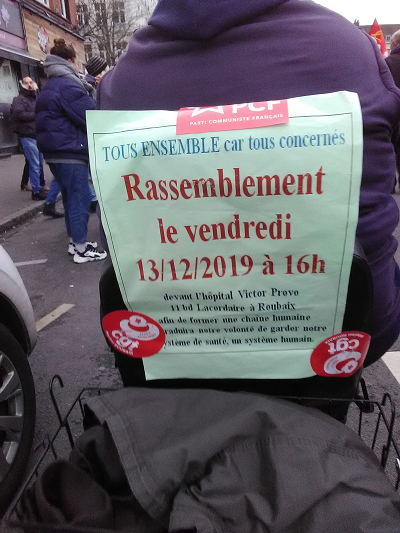 PCF
PARTI COMMUNISTE FRANÇAIS
TOUS ENSEMBLE car tous concernés
Rassemblement
le vendredi
13/12/2019 à 16h
devant l'hôpital Victor Provo
11 bd Lacordaire à Roubaix
afin de former une chaîne humaine
notre volonté de garder notre
système de santé, un système humain.
cgt
cgt